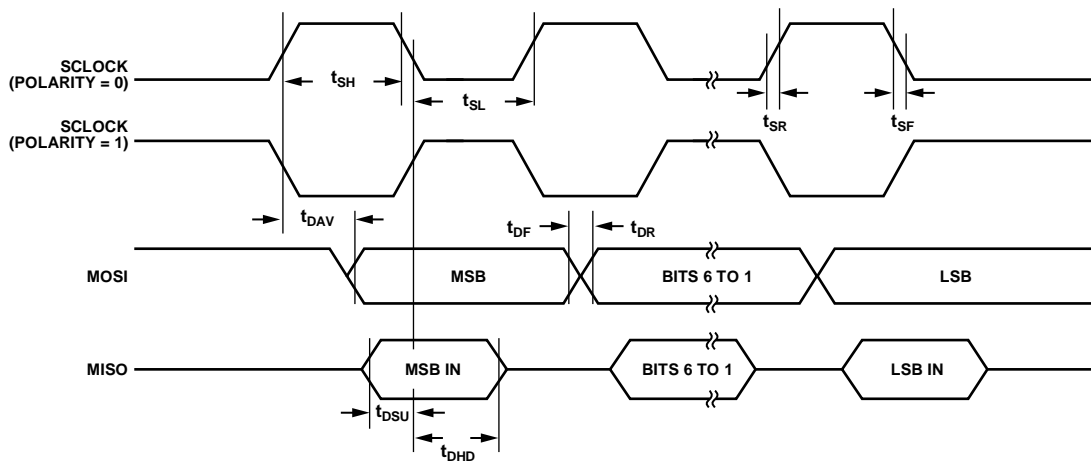 SCLOCK
(POLARITY = 0)
tSH
tSL
tSR
tSF
SCLOCK
(POLARITY = 1)
tDAV
tDF
tDR
MOSI
MSB
BITS 6 TO 1
LSB
MISO
MSB IN
BITS 6 TO 1
LSB IN
tDSU
tDHD